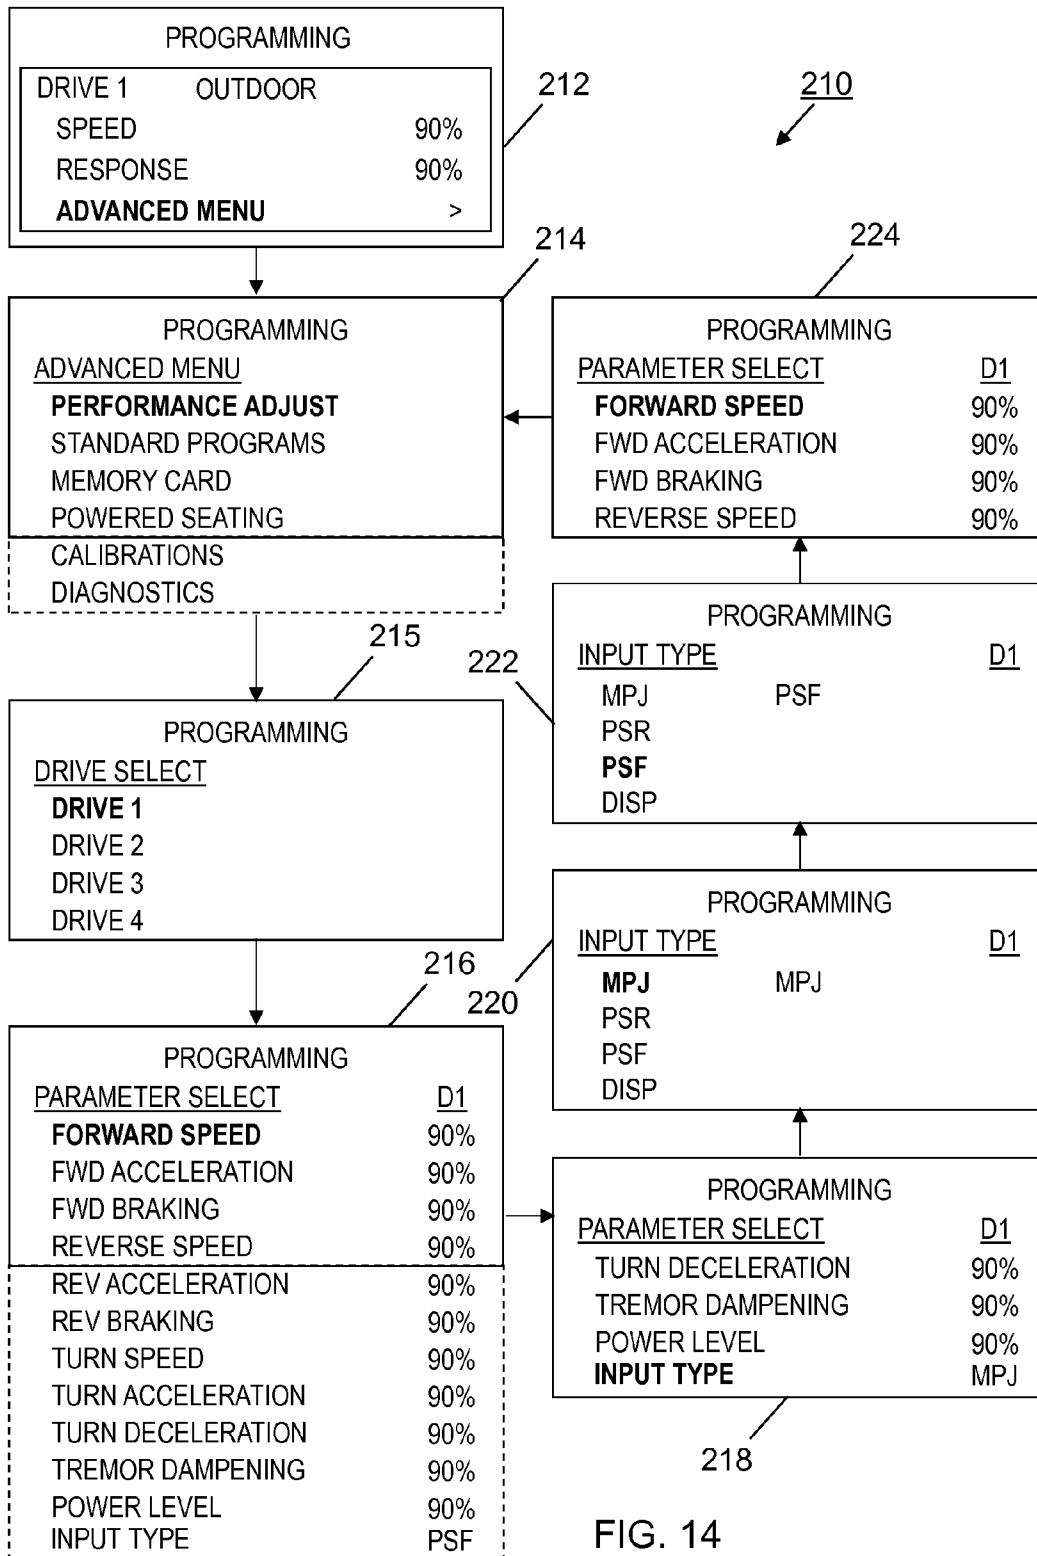 PROGRAMMING
DRIVE 1 OUTDOOR
SPEED 90%
RESPONSE 90%
ADVANCED MENU >
212
210
214
PROGRAMMING
ADVANCED MENU
PERFORMANCE ADJUST
STANDARD PROGRAMS
MEMORY CARD
POWERED SEATING
CALIBRATIONS
DIAGNOSTICS
215
PROGRAMMING
DRIVE SELECT
DRIVE 1
DRIVE 2
DRIVE 3
DRIVE 4
216
PROGRAMMING
PARAMETER SELECT D1
FORWARD SPEED 90%
FWD ACCELERATION 90%
FWD BRAKING 90%
REVERSE SPEED 90%
REV ACCELERATION 90%
REV BRAKING 90%
TURN SPEED 90%
TURN ACCELERATION 90%
TURN DECELERATION 90%
TREMOR DAMPENING 90%
POWER LEVEL 90%
INPUT TYPE PSF
224
PROGRAMMING
PARAMETER SELECT D1
FORWARD SPEED 90%
FWD ACCELERATION 90%
FWD BRAKING 90%
REVERSE SPEED 90%
222
PROGRAMMING
INPUT TYPE D1
MPJ PSF
PSR
PSF
DISP
220
PROGRAMMING
INPUT TYPE D1
MPJ MPJ
PSR
PSF
DISP
PROGRAMMING
PARAMETER SELECT D1
TURN DECELERATION 90%
TREMOR DAMPENING 90%
POWER LEVEL 90%
INPUT TYPE MPJ
218
FIG. 14